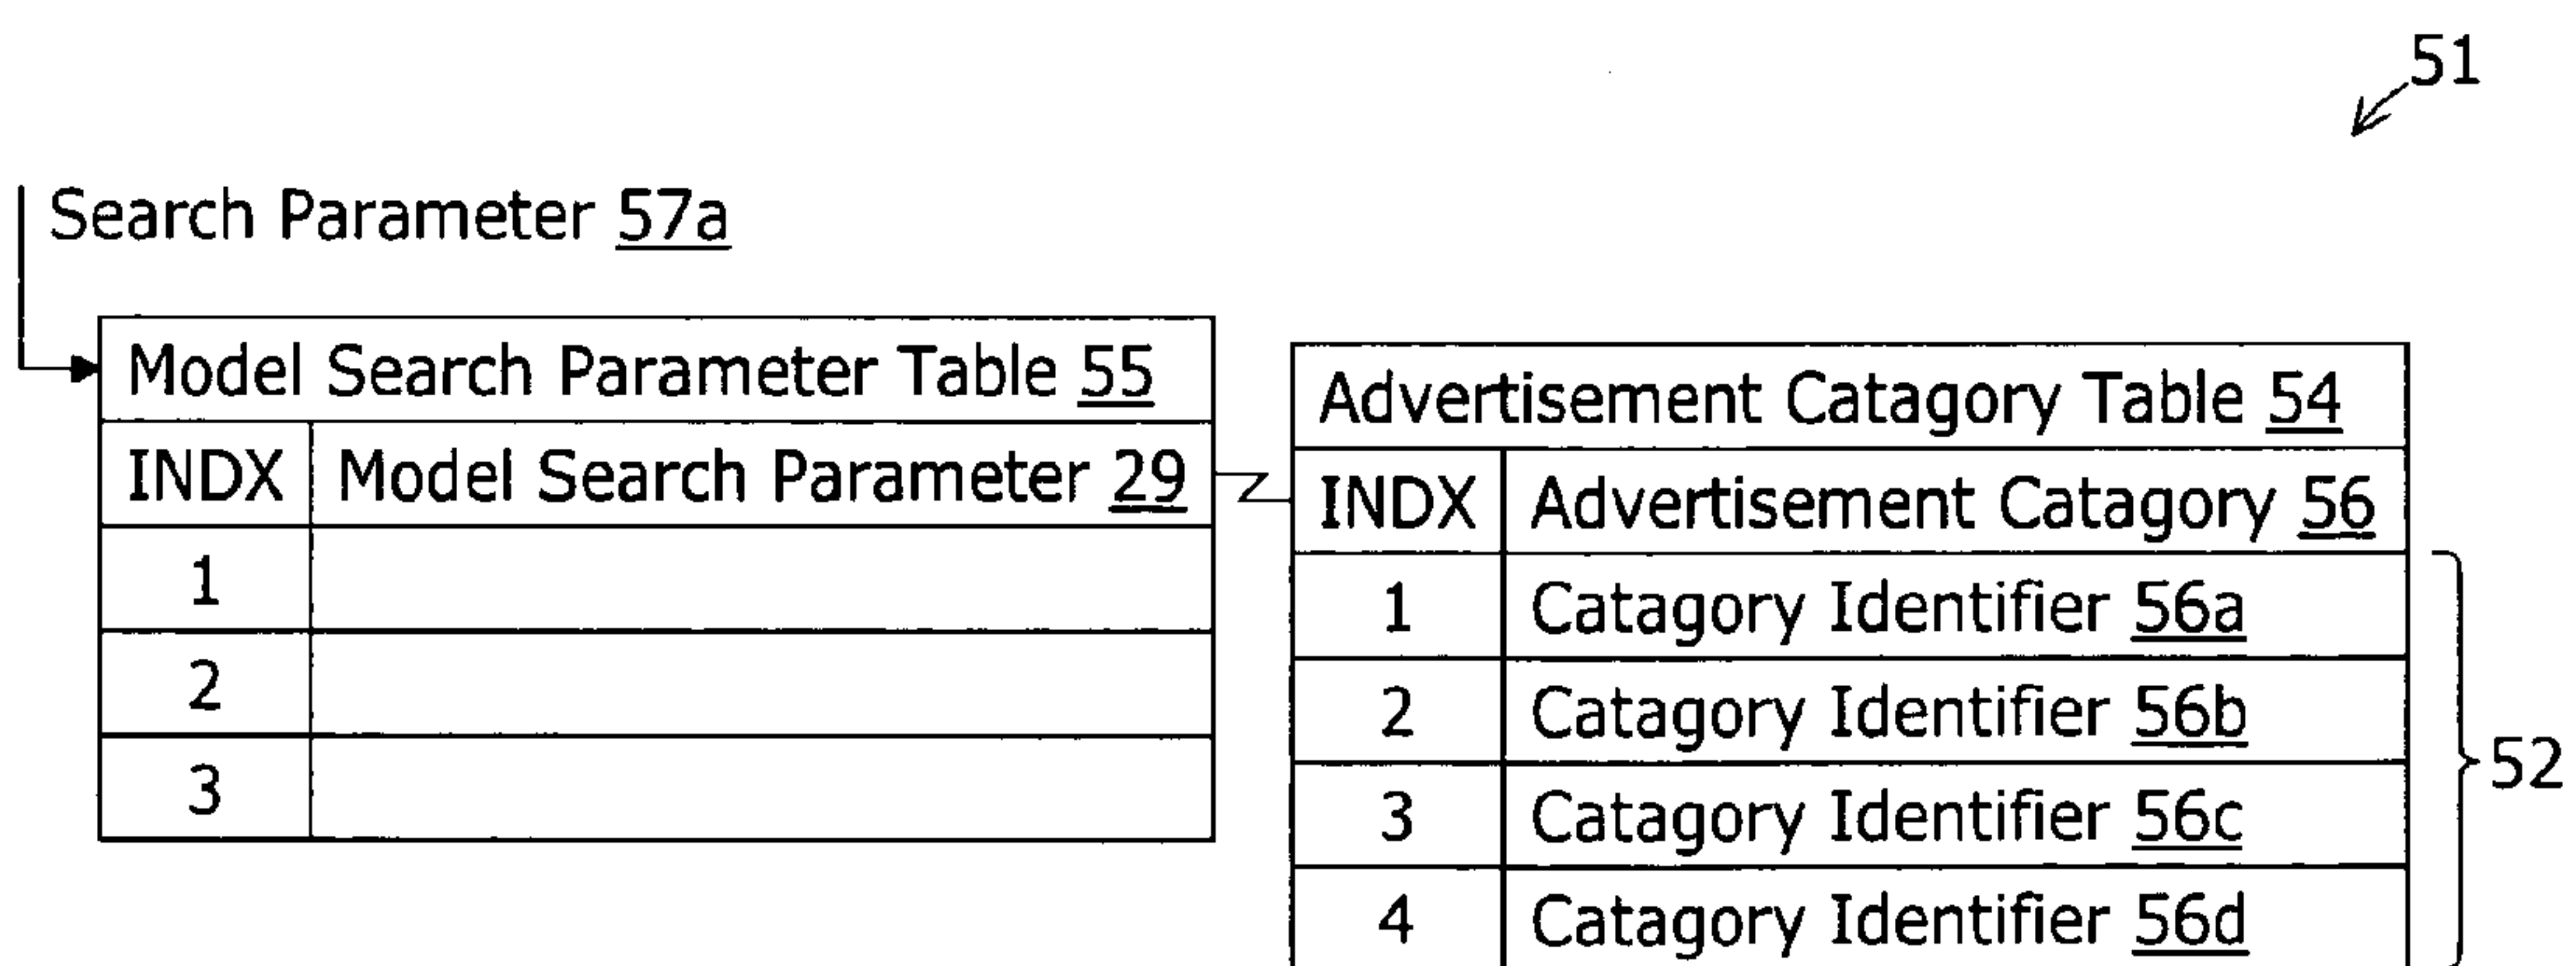 51
Search Parameter 57a
Model Search Parameter Table 55
INDX Model Search Parameter 29
1
2
3
Advertisement Catagory Table 54
INDX Advertisement Catagory 56
1 Catagory Identifier 56a
2 Catagory Identifier 56b
3 Catagory Identifier 56c
4 Catagory Identifier 56d
52